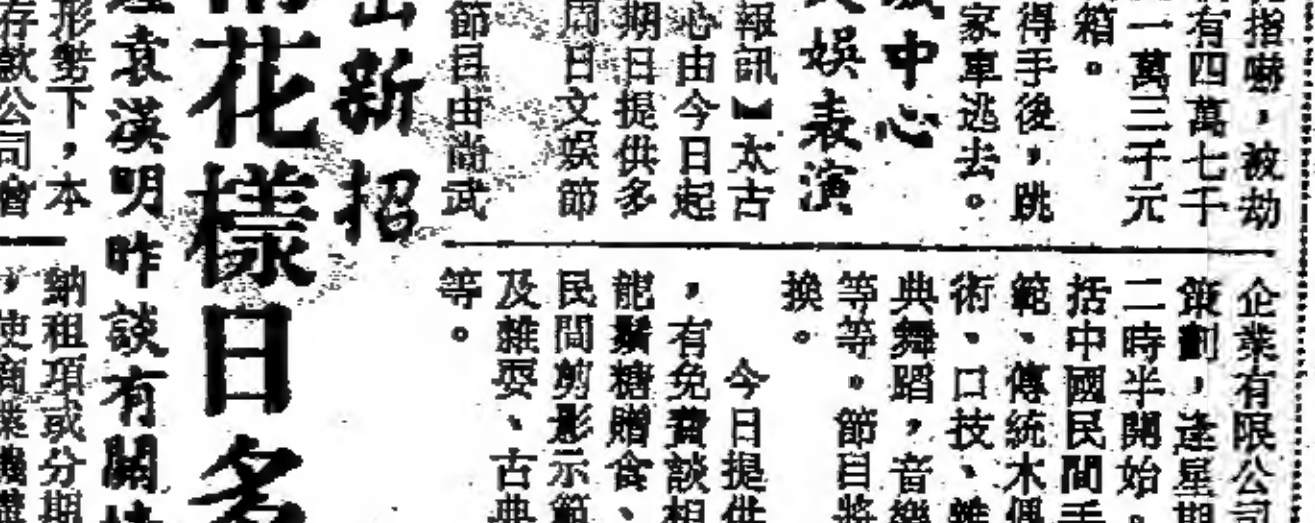 指嚇，被劫
有四萬七千
一萬三千元
箱。
得手後，跳
家車逃去。
中心
文娛表演
報訊】太古
心由今日起
期日提供多
周日文娛節
節目由尚武
企業有限公司
策劃，逢星期
二時半開始。
括中國民間手
範、傳統木偶
術、口技、雜
典舞蹈，音樂
等等。節目將
換。
今日提供
，有免費談相
龍鬚糖贈食、
民間剪影示範
及雜耍、古典
等。
出新招
花樣日多
袁漢明昨談有關
形勢下，本
存款公司會
納租項或分期
，使商業機